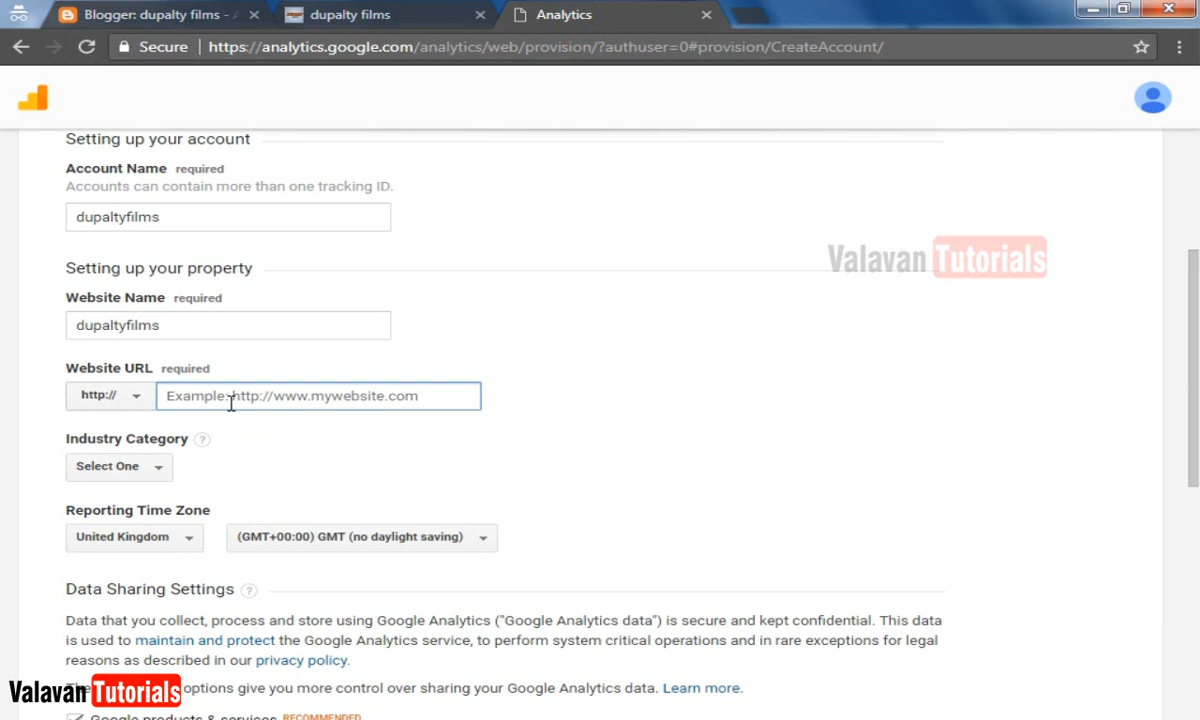 Blogger: dupalty films -
dupalty films
Analytics
Secure
https://analytics.google.com/analytics/web/provision/?authuser=0#provision/CreateAccount/
Setting up your account
Account Name required
Accounts can contain more than one tracking ID.
dupaltyfilms
Setting up your property
Valavan Tutorials
Website Name required
dupaltyfilms
Website URL required
http://
Example: http://www.mywebsite.com
Industry Category ?
Select One
Reporting Time Zone
United Kingdom
(GMT+00:00) GMT (no daylight saving)
Data Sharing Settings ?
Data that you collect, process and store using Google Analytics ("Google Analytics data") is secure and kept confidential. This data
is used to maintain and protect the Google Analytics service, to perform system critical operations and in rare exceptions for legal
reasons as described in our privacy policy.
options give you more control over sharing your Google Analytics data. Learn more.
Valavan Tutorials
Google products & services RECOMMENDED